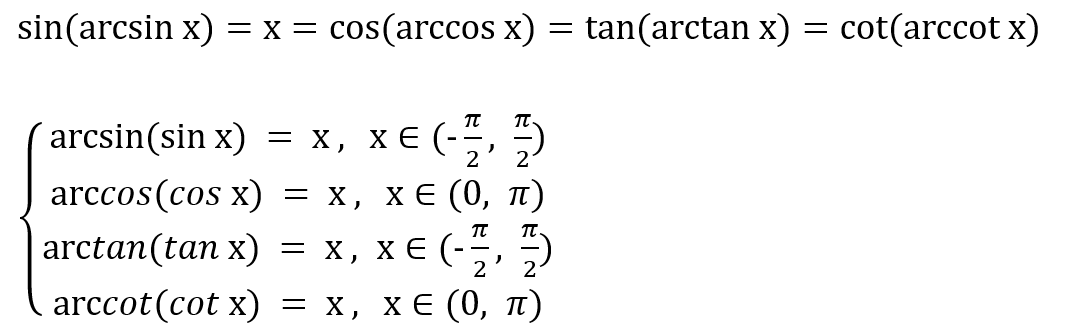 sin(arcsin x) = x = cos(arccos x) = tan(arctan x) = cot(arccot x)
arcsin(sin x) = x , x ∈ (-π/2, π/2)
arccos(cos x) = x , x ∈ (0, π)
arctan(tan x) = x , x ∈ (-π/2, π/2)
arccot(cot x) = x , x ∈ (0, π)